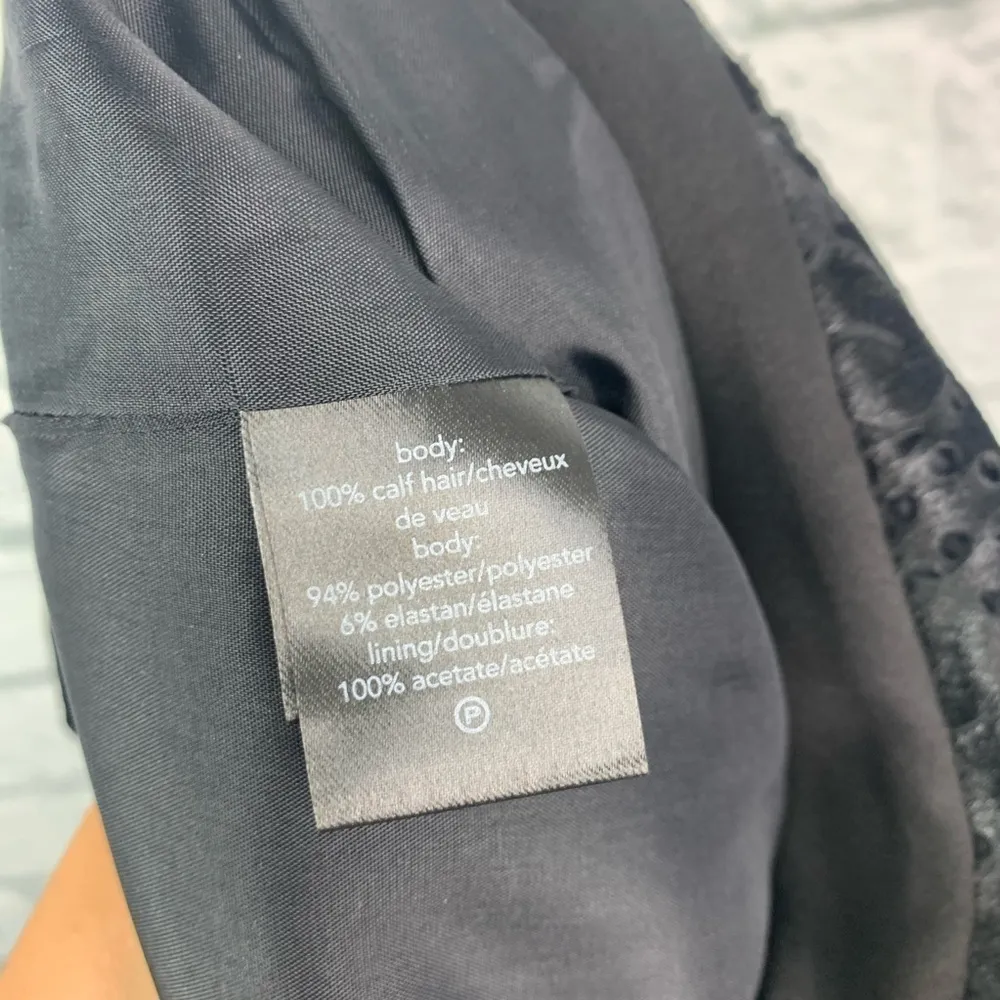 body:
100% calf hair/cheveux
de veau
body:
94% polyester/polyester
6% elastan/élastane
lining/doublure:
100% acetate/acétate
P